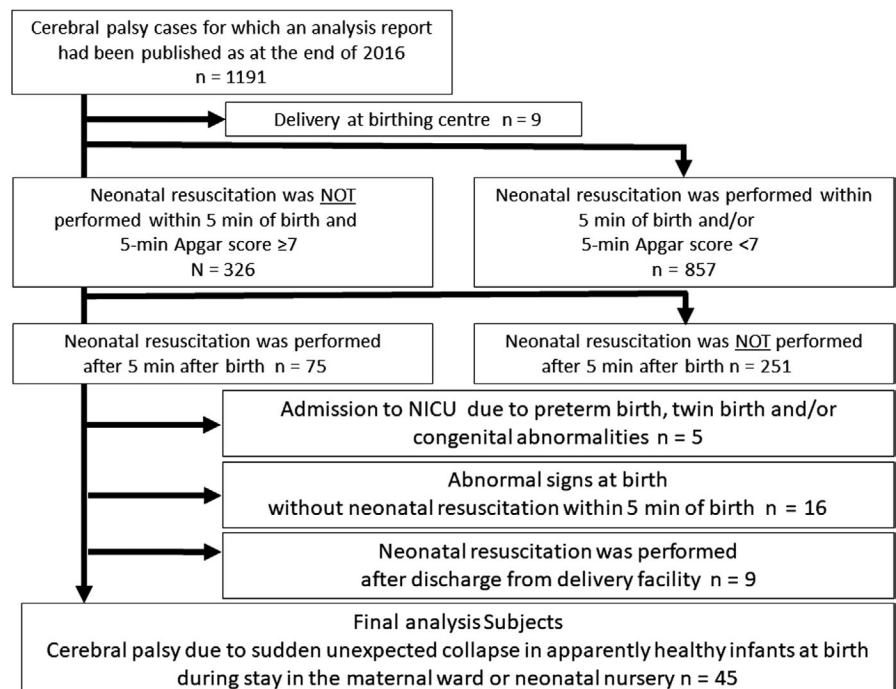 Cerebral palsy cases for which an analysis report
had been published as at the end of 2016
n = 1191
Delivery at birthing centre n = 9
Neonatal resuscitation was NOT
performed within 5 min of birth and
5-min Apgar score ≥7
N = 326
Neonatal resuscitation was performed within
5 min of birth and/or
5-min Apgar score <7
n = 857
Neonatal resuscitation was performed
after 5 min after birth n = 75
Neonatal resuscitation was NOT performed
after 5 min after birth n = 251
Admission to NICU due to preterm birth, twin birth and/or
congenital abnormalities n = 5
Abnormal signs at birth
without neonatal resuscitation within 5 min of birth n = 16
Neonatal resuscitation was performed
after discharge from delivery facility n = 9
Final analysis Subjects
Cerebral palsy due to sudden unexpected collapse in apparently healthy infants at birth
during stay in the maternal ward or neonatal nursery n = 45